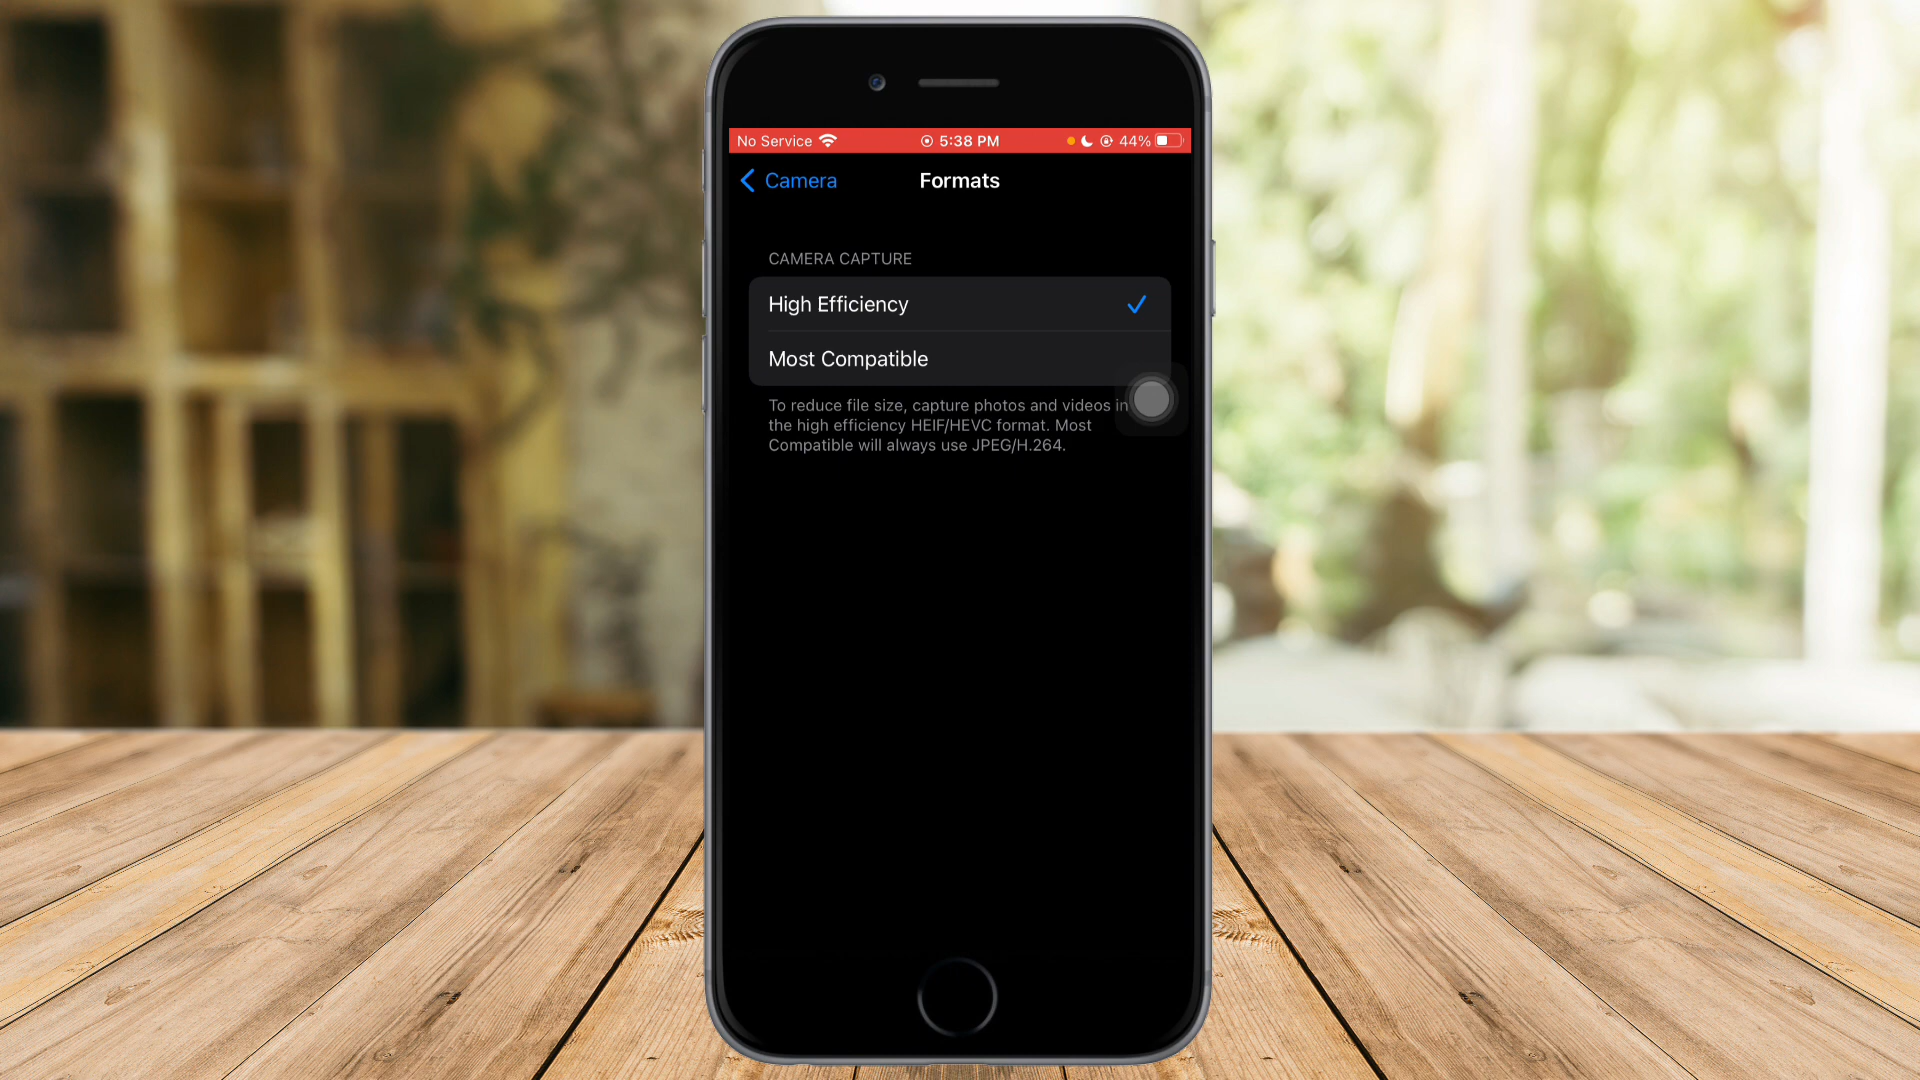 No Service 5:38 PM 44%
Camera Formats
CAMERA CAPTURE
High Efficiency
Most Compatible
To reduce file size, capture photos and videos in
the high efficiency HEIF/HEVC format. Most
Compatible will always use JPEG/H.264.